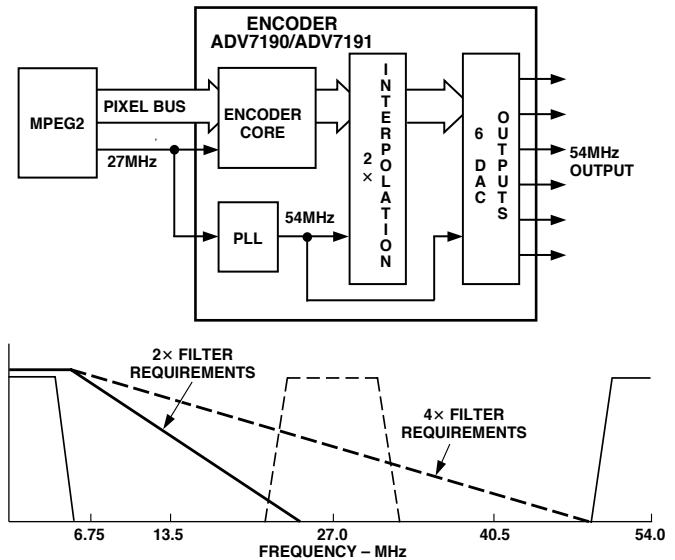 ENCODER
ADV7190/ADV7191
MPEG2
PIXEL BUS
27MHz
ENCODER
CORE
PLL
54MHz
2×
INTERPOLATION
6 DAC
OUTPUTS
54MHz
OUTPUT
2× FILTER
REQUIREMENTS
4× FILTER
REQUIREMENTS
6.75
13.5
27.0
40.5
54.0
FREQUENCY – MHz